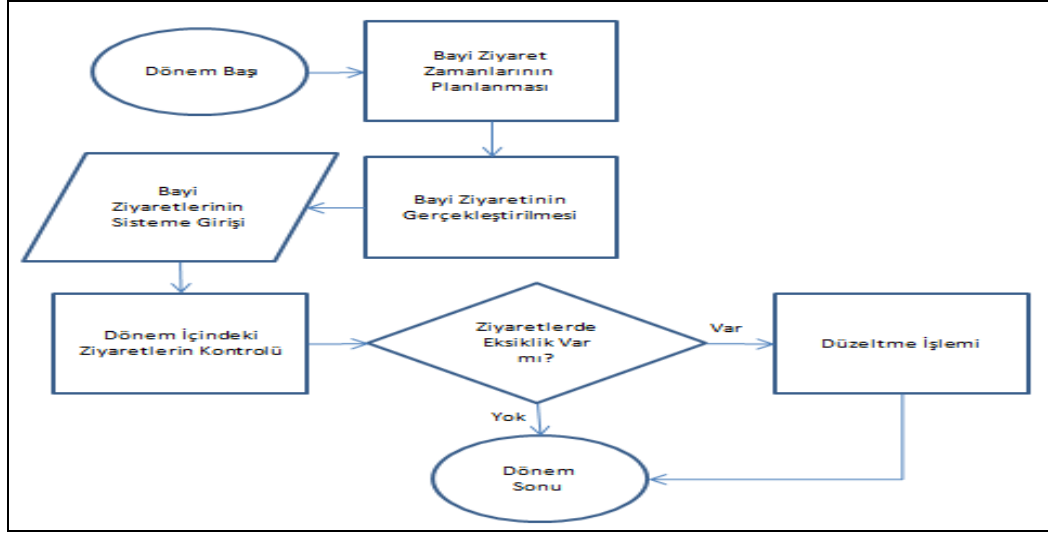 Dönem Başı
Bayi Ziyaret
Zamanlarının
Planlanması
Bayi Ziyaretinin
Gerçekleştirilmesi
Bayi
Ziyaretlerinin
Sisteme Girişi
Dönem İçindeki
Ziyaretlerin Kontrolü
Ziyaretlerde
Eksiklik Var
mı?
Var
Düzeltme İşlemi
Yok
Dönem
Sonu